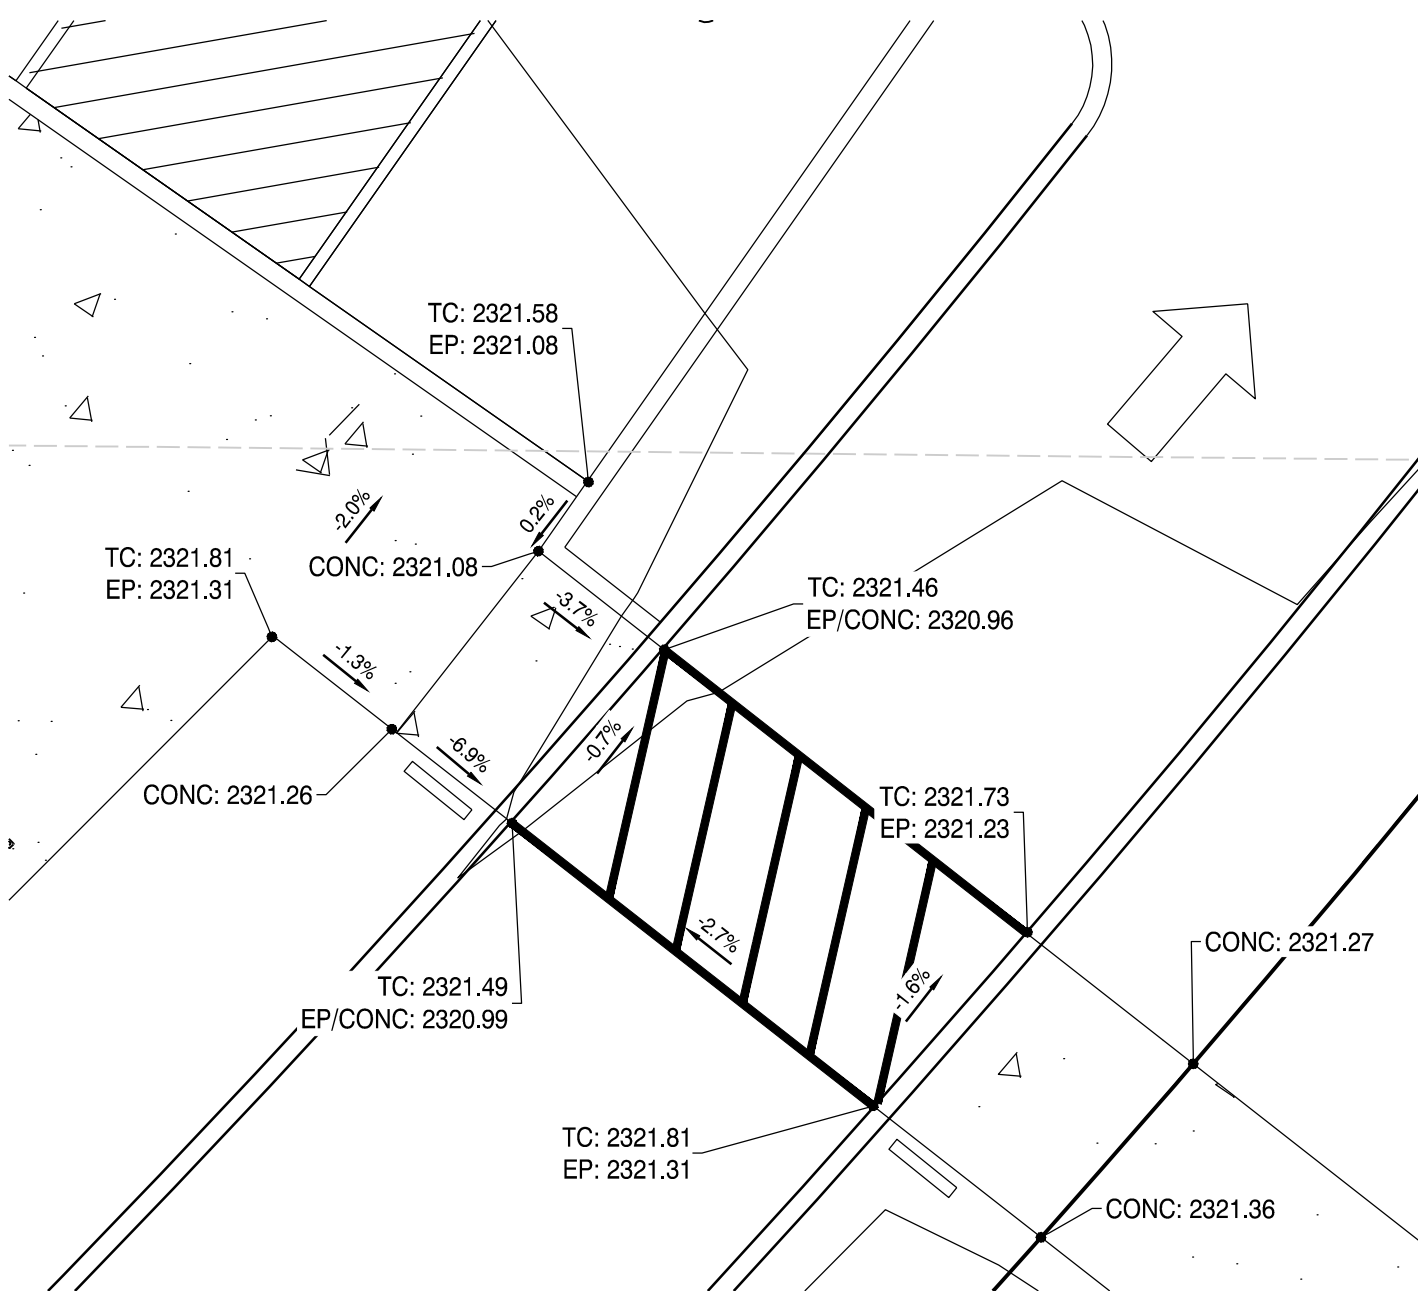 TC: 2321.58
EP: 2321.08
-2.0%
0.2%
TC: 2321.81
EP: 2321.31
CONC: 2321.08
-3.7%
TC: 2321.46
EP/CONC: 2320.96
-1.3%
-0.7%
-6.9%
CONC: 2321.26
TC: 2321.73
EP: 2321.23
-2.7%
CONC: 2321.27
TC: 2321.49
EP/CONC: 2320.99
-1.6%
TC: 2321.81
EP: 2321.31
CONC: 2321.36